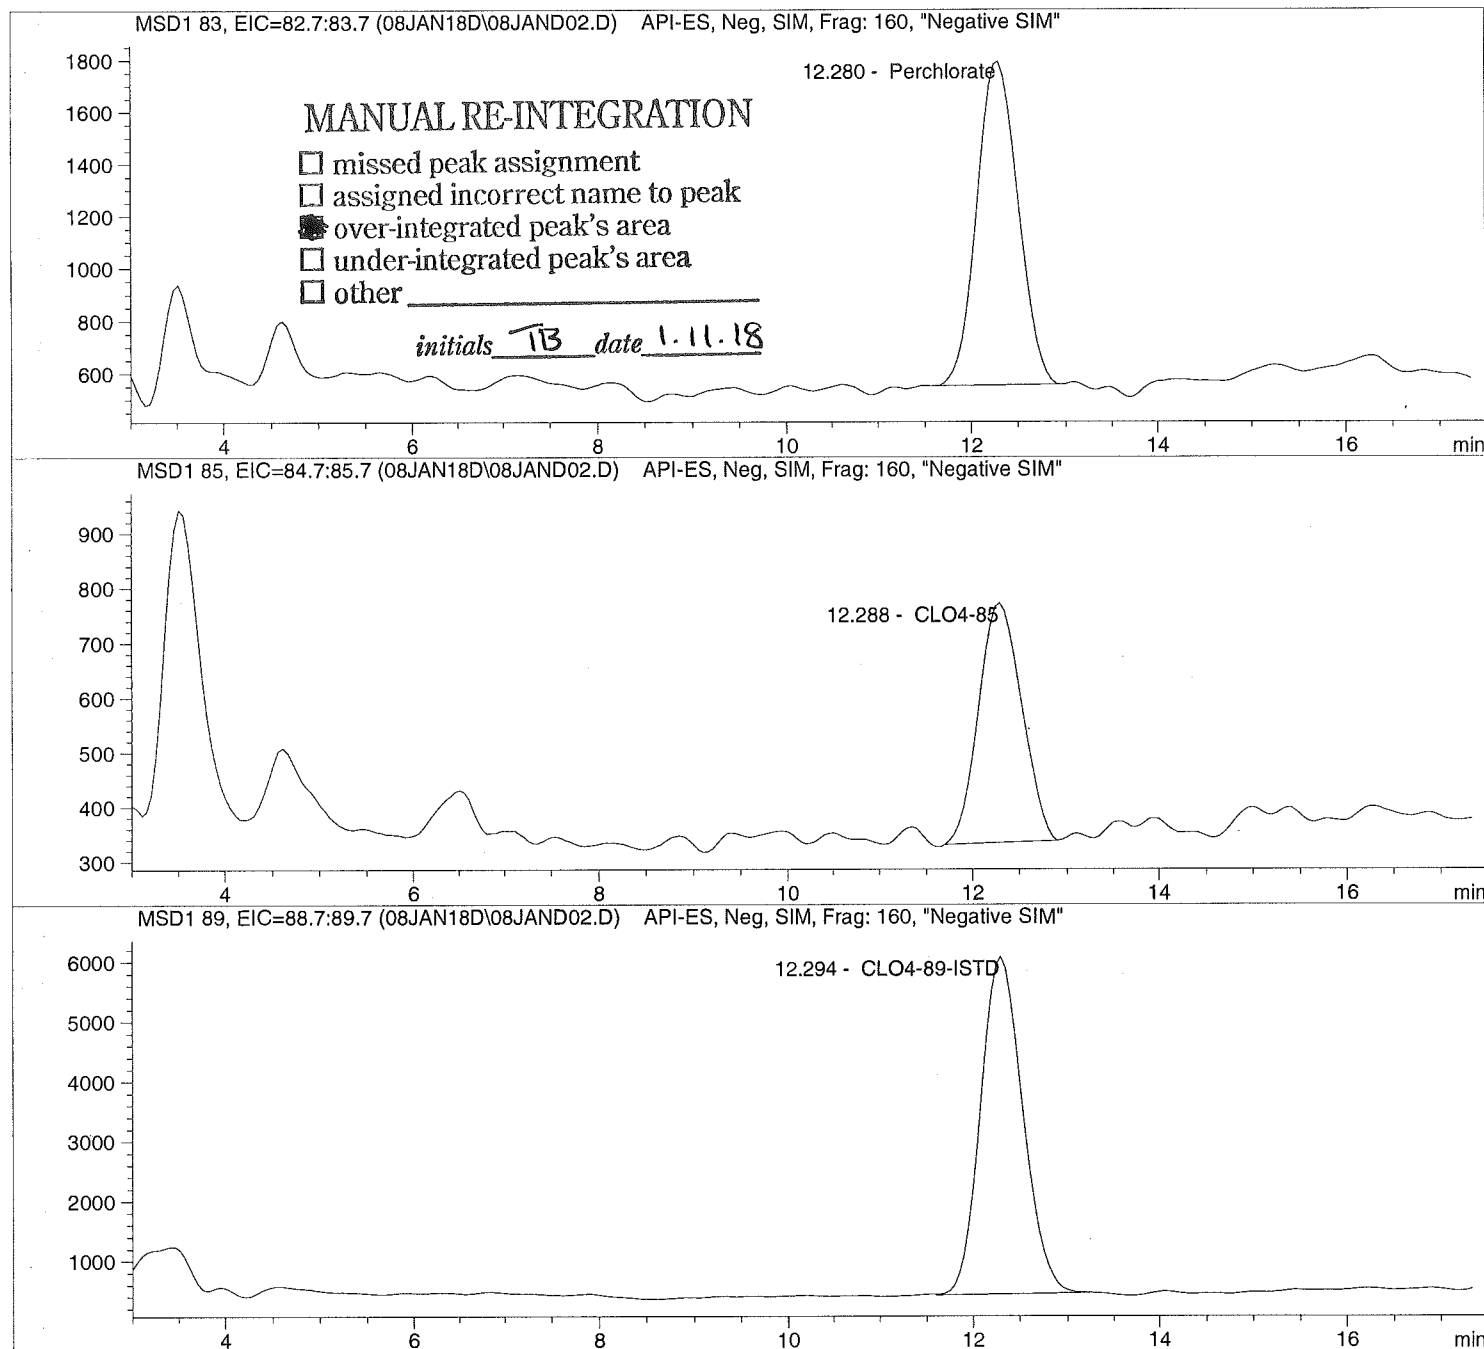 MSD1 83, EIC=82.7:83.7 (08JAN18D\08JAND02.D) API-ES, Neg, SIM, Frag: 160, "Negative SIM"
1800
12.280 - Perchlorate
1600
MANUAL RE-INTEGRATION
1400
☐ missed peak assignment
☐ assigned incorrect name to peak
1200
■ over-integrated peak's area
☐ under-integrated peak's area
1000
☐ other
800
initials TB date 1.11.18
600
4 6 8 10 12 14 16 min
MSD1 85, EIC=84.7:85.7 (08JAN18D\08JAND02.D) API-ES, Neg, SIM, Frag: 160, "Negative SIM"
900
800
12.288 - CLO4-85
700
600
500
400
300
4 6 8 10 12 14 16 min
MSD1 89, EIC=88.7:89.7 (08JAN18D\08JAND02.D) API-ES, Neg, SIM, Frag: 160, "Negative SIM"
6000
12.294 - CLO4-89-ISTD
5000
4000
3000
2000
1000
4 6 8 10 12 14 16 min